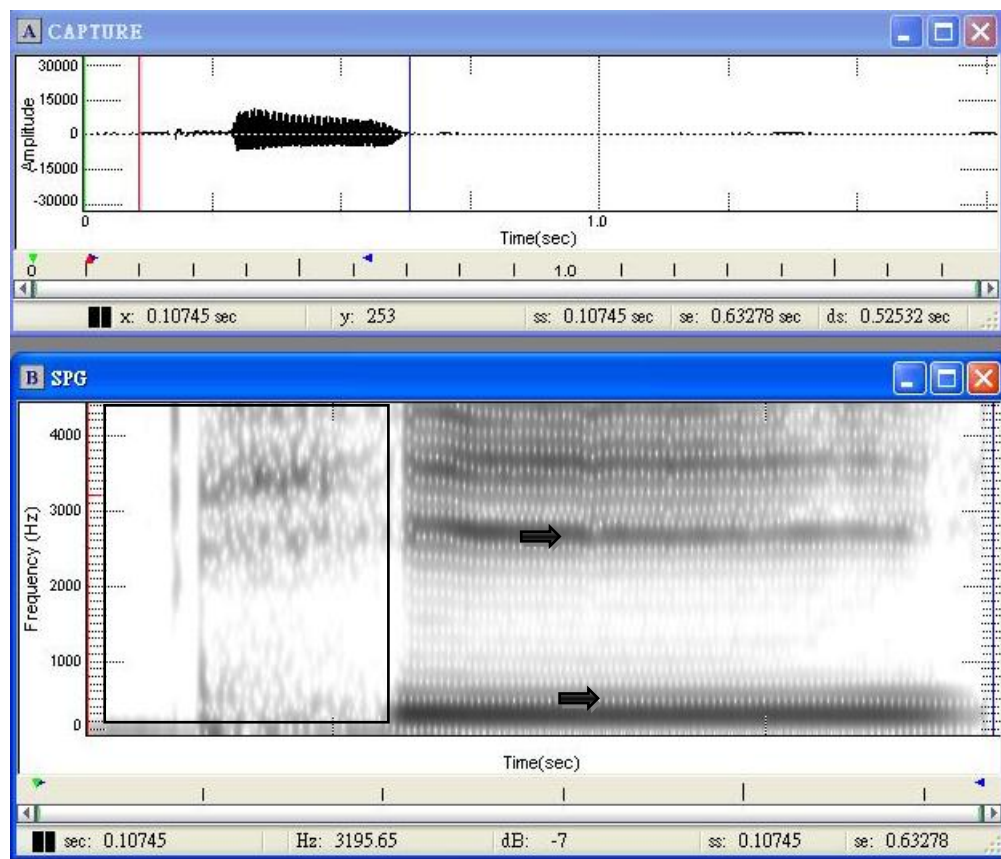 A CAPTURE
30000
15000
0
-15000
-30000
Amplitude
0 1.0
Time(sec)
0 1.0
x: 0.10745 sec y: 253 ss: 0.10745 sec se: 0.63278 sec ds: 0.52532 sec
B SPG
4000
3000
2000
1000
0
Frequency (Hz)
Time(sec)
sec: 0.10745 Hz: 3195.65 dB: -7 ss: 0.10745 se: 0.63278